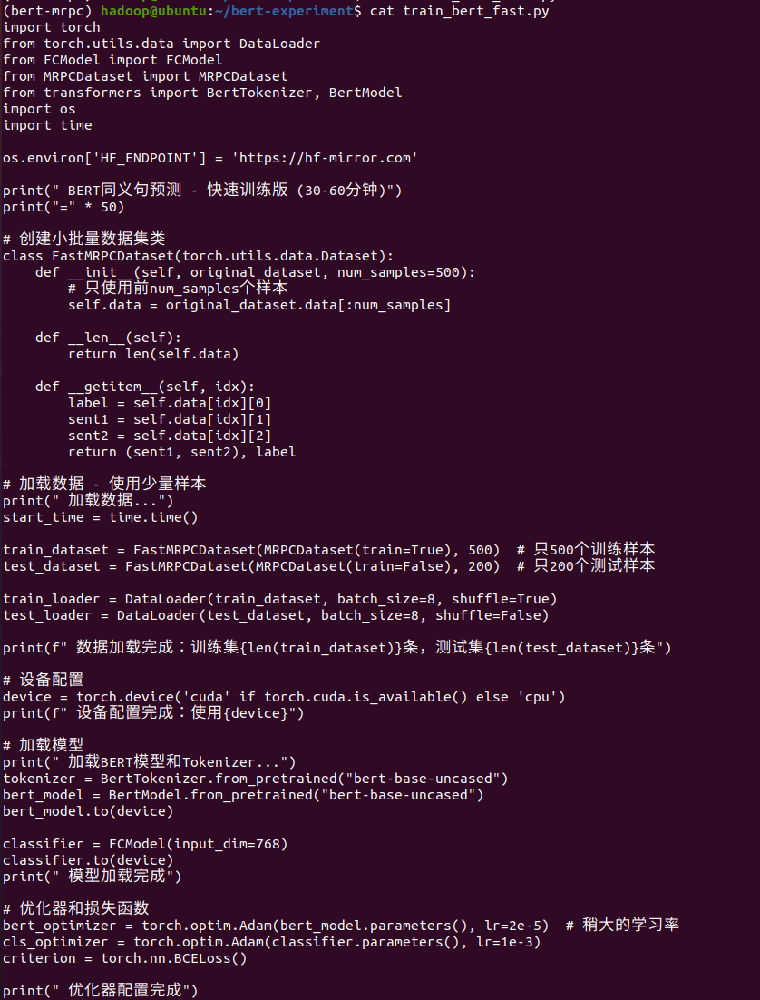 (bert-mrpc) hadoop@ubuntu:~/bert-experiment$ cat train_bert_fast.py
import torch
from torch.utils.data import DataLoader
from FCModel import FCModel
from MRPCDataset import MRPCDataset
from transformers import BertTokenizer, BertModel
import os
import time

os.environ['HF_ENDPOINT'] = 'https://hf-mirror.com'

print(" BERT同义句预测 - 快速训练版 (30-60分钟)")
print("=" * 50)

# 创建小批量数据集类
class FastMRPCDataset(torch.utils.data.Dataset):
    def __init__(self, original_dataset, num_samples=500):
        # 只使用前num_samples个样本
        self.data = original_dataset.data[:num_samples]

    def __len__(self):
        return len(self.data)

    def __getitem__(self, idx):
        label = self.data[idx][0]
        sent1 = self.data[idx][1]
        sent2 = self.data[idx][2]
        return (sent1, sent2), label

# 加载数据 - 使用少量样本
print(" 加载数据...")
start_time = time.time()

train_dataset = FastMRPCDataset(MRPCDataset(train=True), 500)  # 只500个训练样本
test_dataset = FastMRPCDataset(MRPCDataset(train=False), 200)  # 只200个测试样本

train_loader = DataLoader(train_dataset, batch_size=8, shuffle=True)
test_loader = DataLoader(test_dataset, batch_size=8, shuffle=False)

print(f" 数据加载完成：训练集{len(train_dataset)}条，测试集{len(test_dataset)}条")

# 设备配置
device = torch.device('cuda' if torch.cuda.is_available() else 'cpu')
print(f" 设备配置完成：使用{device}")

# 加载模型
print(" 加载BERT模型和Tokenizer...")
tokenizer = BertTokenizer.from_pretrained("bert-base-uncased")
bert_model = BertModel.from_pretrained("bert-base-uncased")
bert_model.to(device)

classifier = FCModel(input_dim=768)
classifier.to(device)
print(" 模型加载完成")

# 优化器和损失函数
bert_optimizer = torch.optim.Adam(bert_model.parameters(), lr=2e-5)  # 稍大的学习率
cls_optimizer = torch.optim.Adam(classifier.parameters(), lr=1e-3)
criterion = torch.nn.BCELoss()

print(" 优化器配置完成")